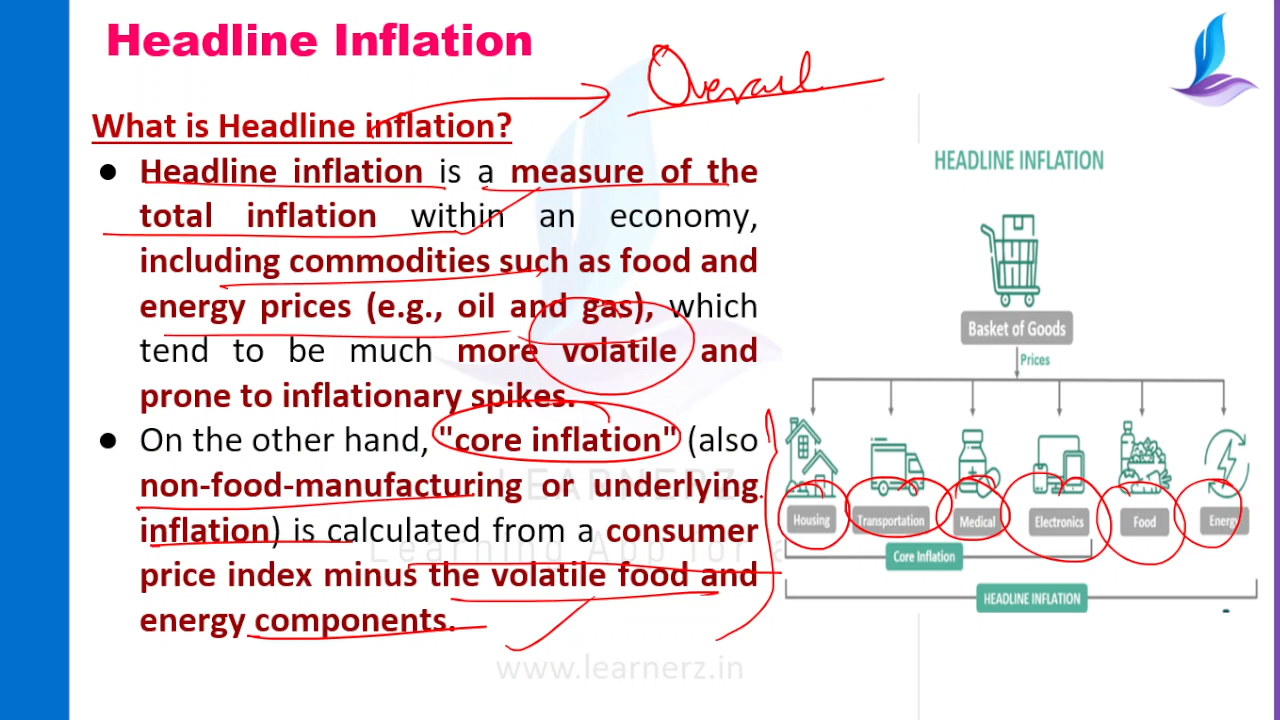 Headline Inflation
Overall
What is Headline inflation?
● Headline inflation is a measure of the
total inflation within an economy,
including commodities such as food and
energy prices (e.g., oil and gas), which
tend to be much more volatile and
prone to inflationary spikes.
● On the other hand, "core inflation" (also
non-food-manufacturing or underlying
inflation) is calculated from a consumer
price index minus the volatile food and
energy components.
HEADLINE INFLATION
Basket of Goods
Prices
Housing
Transportation
Medical
Electronics
Food
Energy
Core Inflation
HEADLINE INFLATION
LEARNERZ
Learning App for a
www.learnerz.in